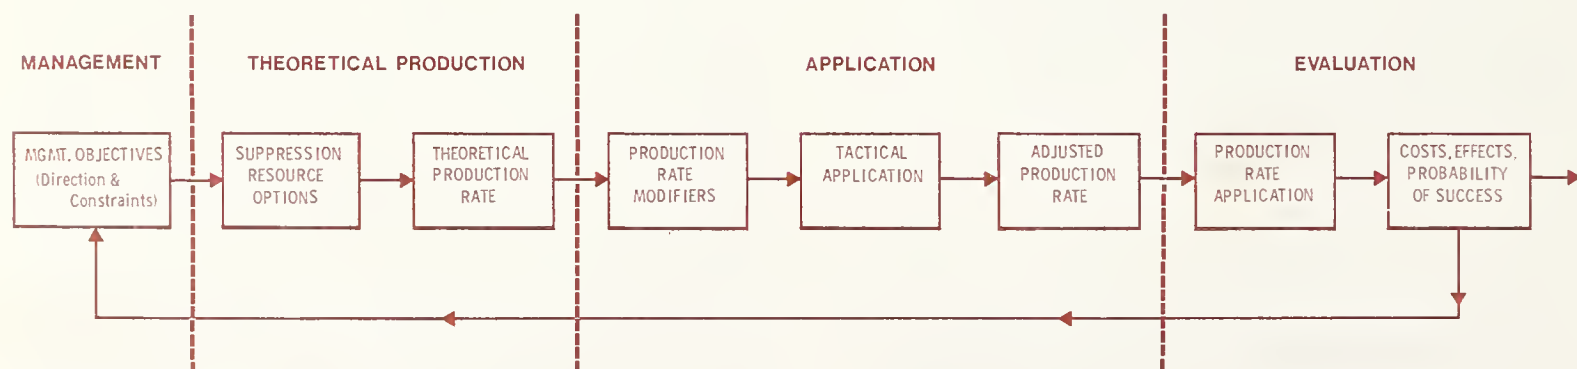 MANAGEMENT
THEORETICAL PRODUCTION
APPLICATION
EVALUATION
MGMT. OBJECTIVES
(Direction &
Constraints)
SUPPRESSION
RESOURCE
OPTIONS
THEORETICAL
PRODUCTION
RATE
PRODUCTION
RATE
MODIFIERS
TACTICAL
APPLICATION
ADJUSTED
PRODUCTION
RATE
PRODUCTION
RATE
APPLICATION
COSTS, EFFECTS,
PROBABILITY
OF SUCCESS